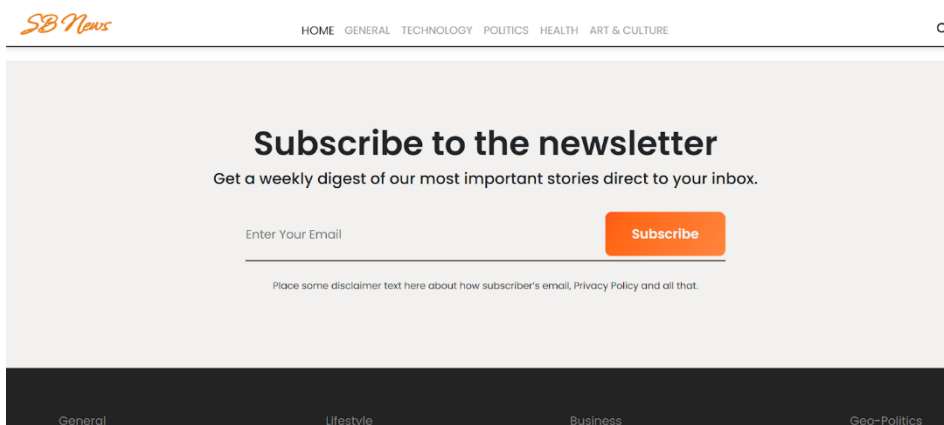 SB News
HOME GENERAL TECHNOLOGY POLITICS HEALTH ART & CULTURE
Subscribe to the newsletter
Get a weekly digest of our most important stories direct to your inbox.
Enter Your Email
Subscribe
Place some disclaimer text here about how subscriber's email, Privacy Policy and all that.
General Lifestyle Business Geo-Politics